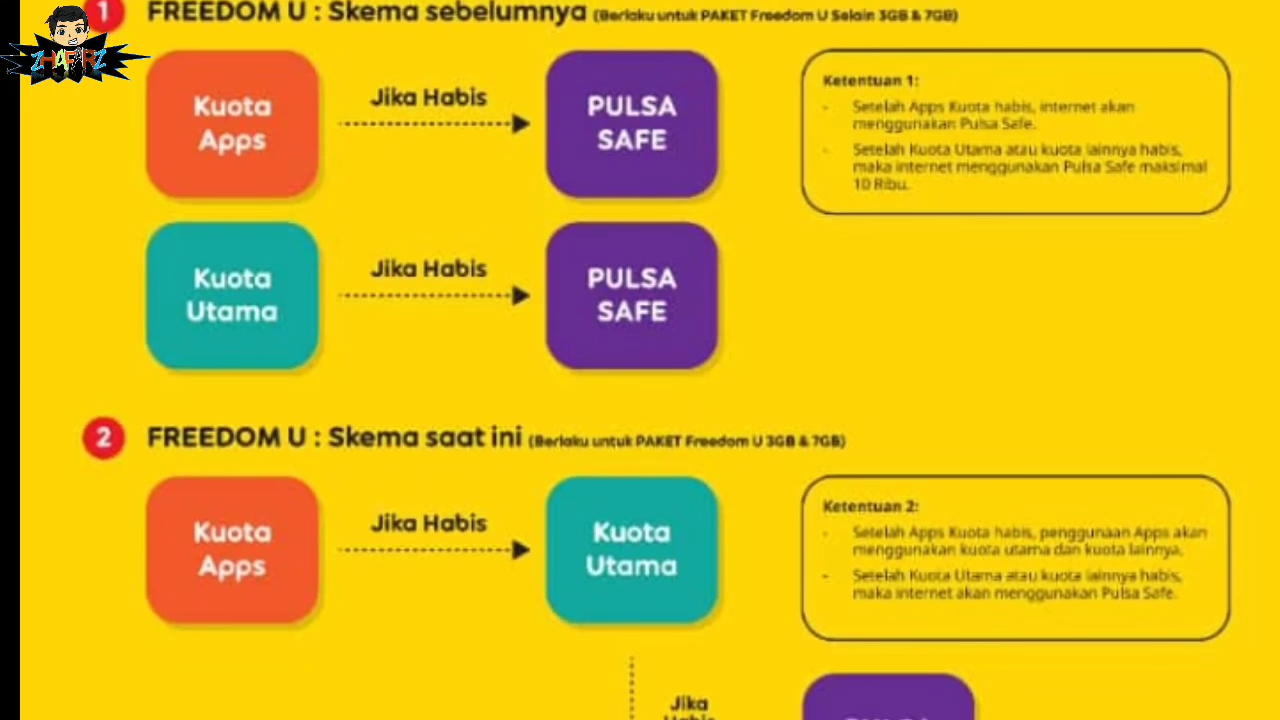 1 FREEDOM U : Skema sebelumnya (Berlaku untuk PAKET Freedom U Selain 3GB & 7GB)
ZHAFIRZ
Kuota
Apps
Jika Habis
PULSA
SAFE
Ketentuan 1:
- Setelah Apps Kuota habis, internet akan
menggunakan Pulsa Safe.
- Setelah Kuota Utama atau kuota lainnya habis,
maka internet menggunakan Pulsa Safe maksimal
10 Ribu.
Kuota
Utama
Jika Habis
PULSA
SAFE
2 FREEDOM U : Skema saat ini (Berlaku untuk PAKET Freedom U 3GB & 7GB)
Kuota
Apps
Jika Habis
Kuota
Utama
Ketentuan 2:
- Setelah Apps Kuota habis, penggunaan Apps akan
menggunakan kuota utama dan kuota lainnya,
- Setelah Kuota Utama atau kuota lainnya habis,
maka internet akan menggunakan Pulsa Safe.
Jika
Habis